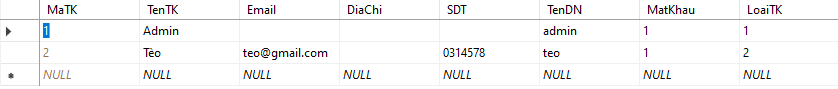 MaTK TenTK Email DiaChi SDT TenDN MatKhau LoaiTK
1 Admin admin 1 1
2 Tèo teo@gmail.com 0314578 teo 1 2
NULL NULL NULL NULL NULL NULL NULL NULL